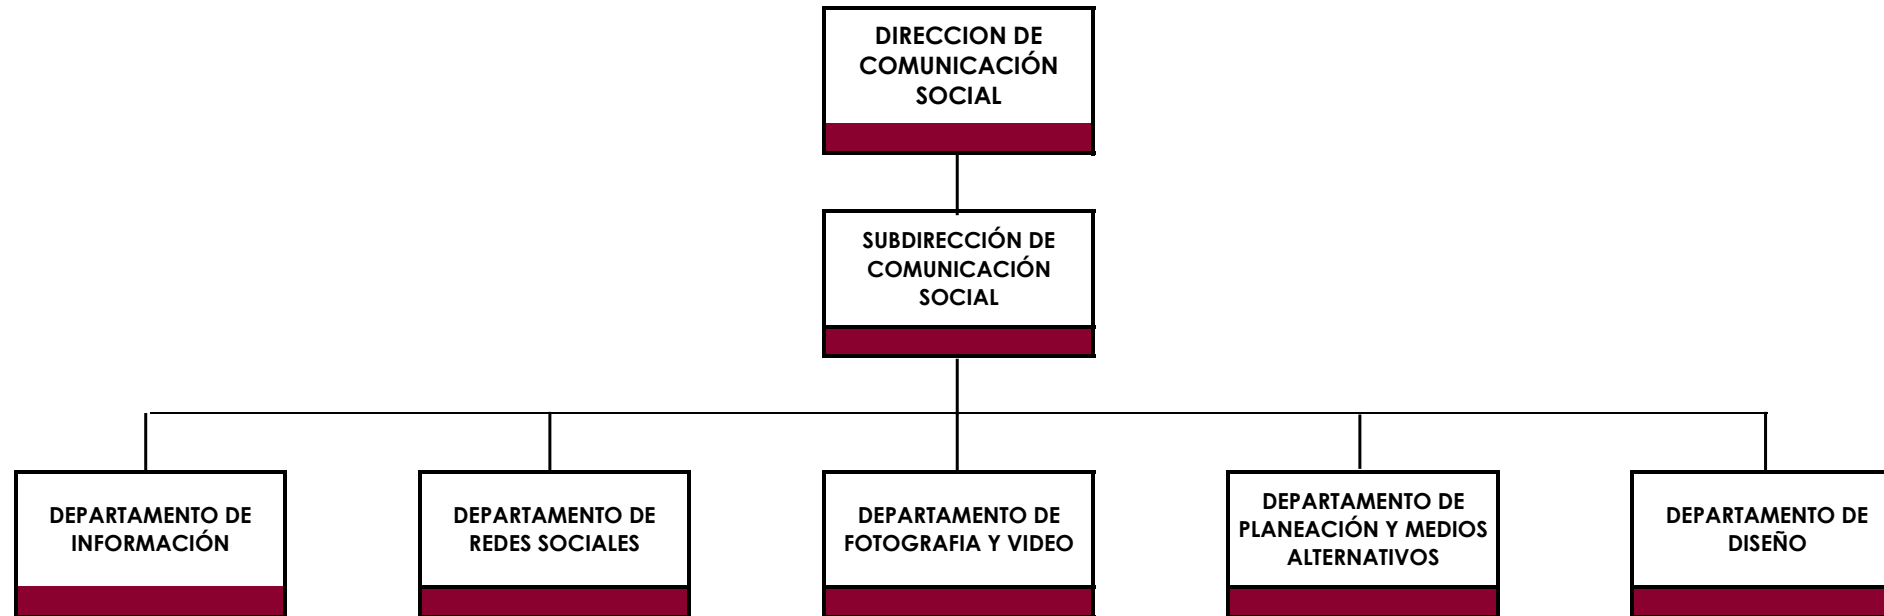 DIRECCION DE
COMUNICACIÓN
SOCIAL
SUBDIRECCIÓN DE
COMUNICACIÓN
SOCIAL
DEPARTAMENTO DE
INFORMACIÓN
DEPARTAMENTO DE
REDES SOCIALES
DEPARTAMENTO DE
FOTOGRAFIA Y VIDEO
DEPARTAMENTO DE
PLANEACIÓN Y MEDIOS
ALTERNATIVOS
DEPARTAMENTO DE
DISEÑO